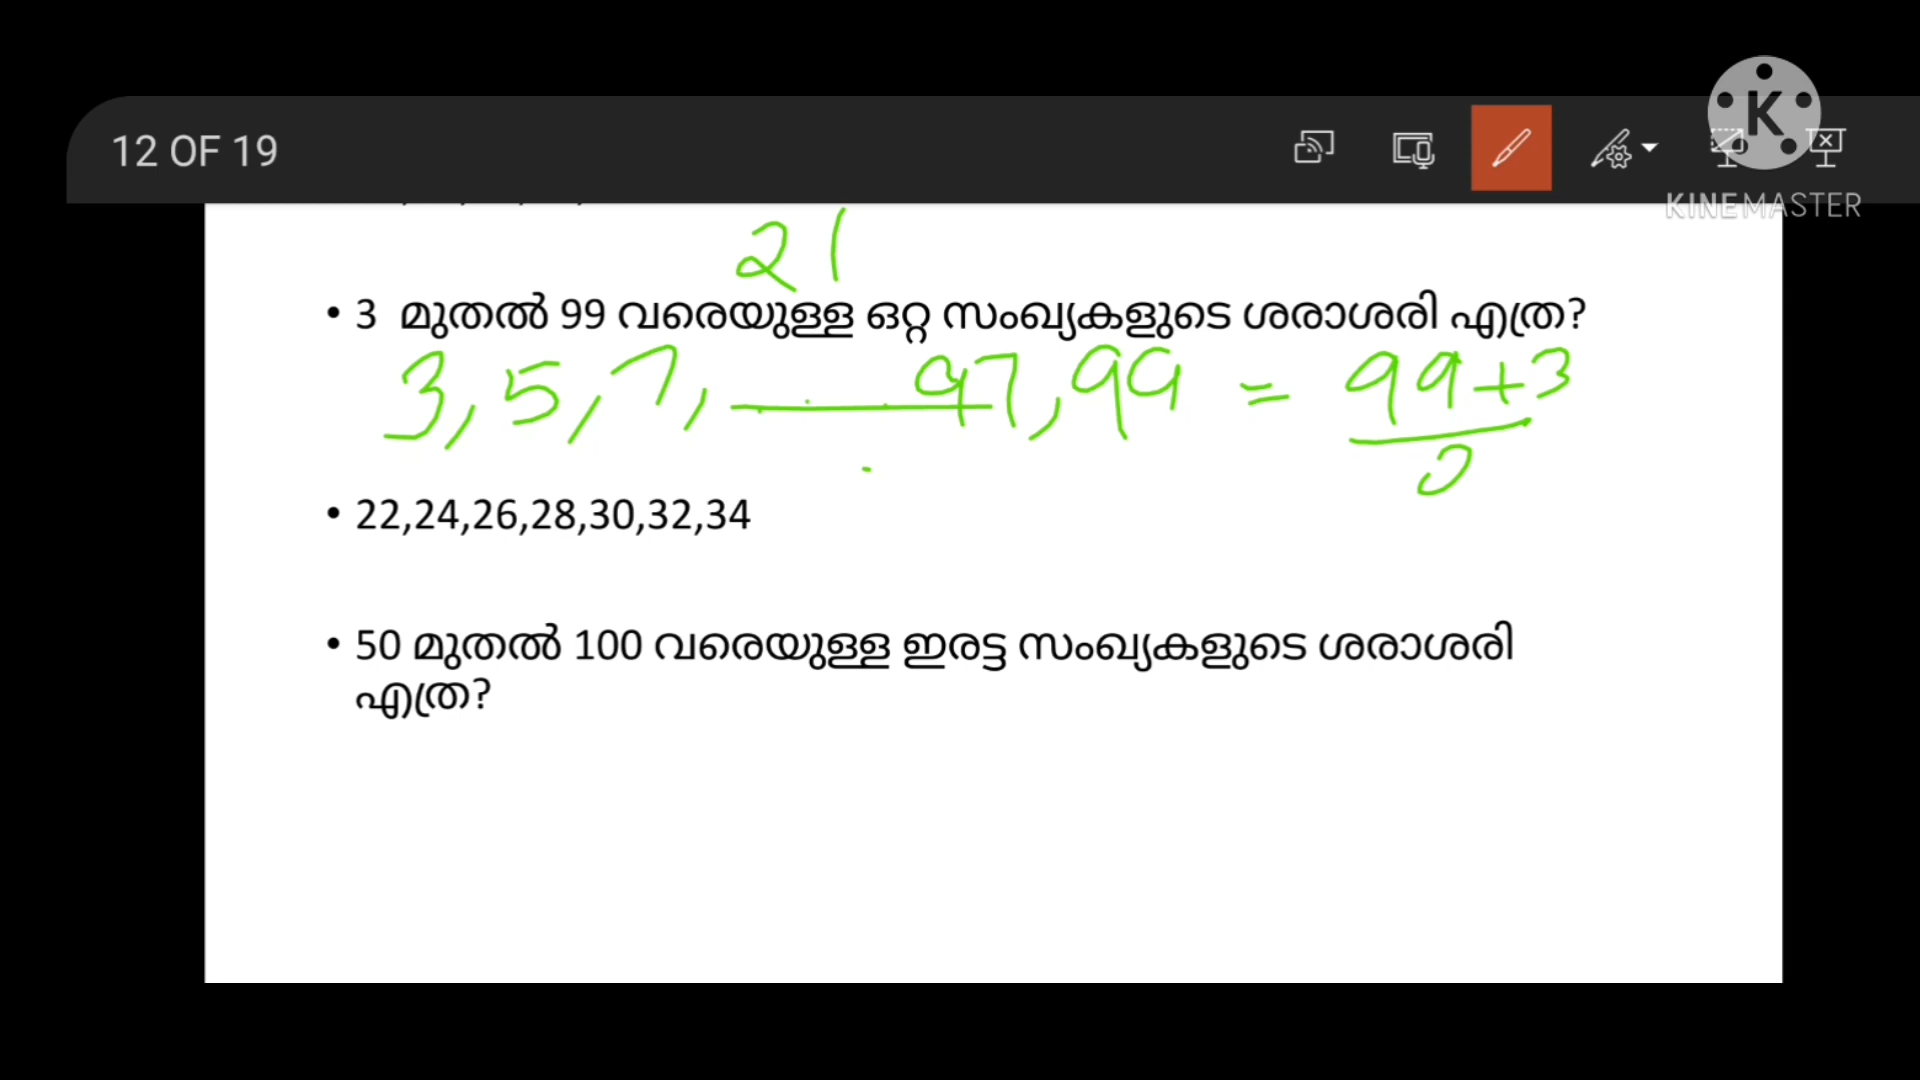 12 OF 19
K
KINEMASTER
21
• 3 മുതൽ 99 വരെയുള്ള ഒറ്റ സംഖ്യകളുടെ ശരാശരി എത്ര?
3, 5, 7, 97, 99 = 99+3
• 22,24,26,28,30,32,34
• 50 മുതൽ 100 വരെയുള്ള ഇരട്ട സംഖ്യകളുടെ ശരാശരി
എത്ര?